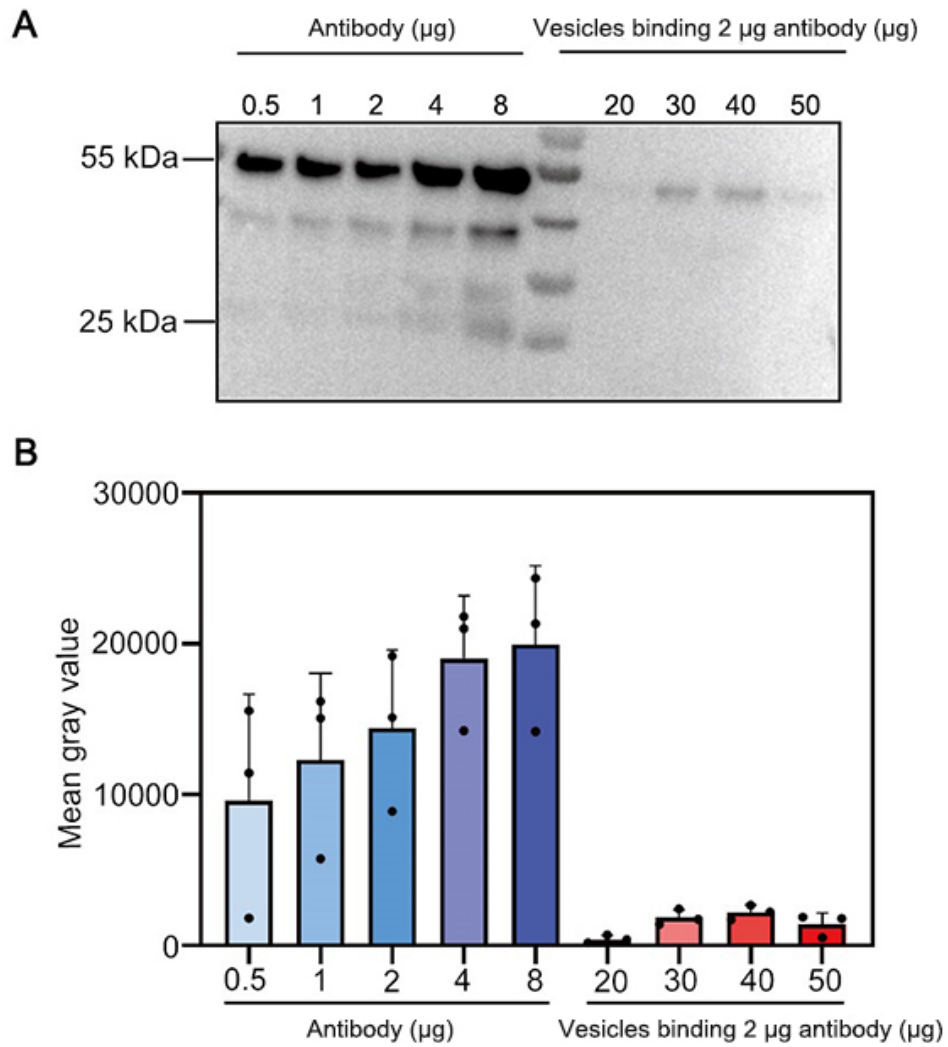 A
Antibody (µg) Vesicles binding 2 µg antibody (µg)
0.5 1 2 4 8 20 30 40 50
55 kDa
25 kDa
B
30000
20000
10000
0
Mean gray value
0.5 1 2 4 8 20 30 40 50
Antibody (µg) Vesicles binding 2 µg antibody (µg)